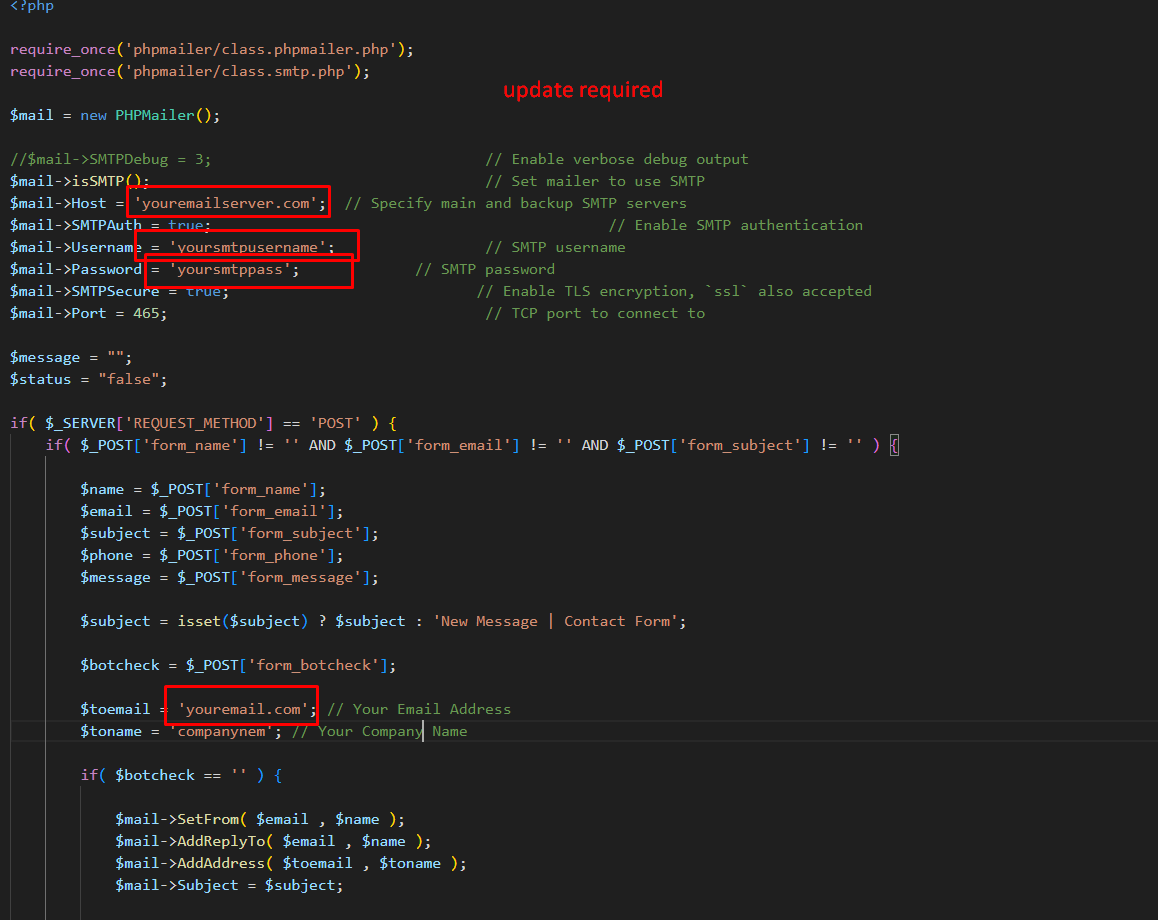 <?php
require_once('phpmailer/class.phpmailer.php');
require_once('phpmailer/class.smtp.php');
update required
$mail = new PHPMailer();
//$mail->SMTPDebug = 3; // Enable verbose debug output
$mail->isSMTP(); // Set mailer to use SMTP
$mail->Host = 'youremailserver.com'; // Specify main and backup SMTP servers
$mail->SMTPAuth = true; // Enable SMTP authentication
$mail->Username = 'yoursmtpusername'; // SMTP username
$mail->Password = 'yoursmtppass'; // SMTP password
$mail->SMTPSecure = true; // Enable TLS encryption, `ssl` also accepted
$mail->Port = 465; // TCP port to connect to
$message = "";
$status = "false";
if( $_SERVER['REQUEST_METHOD'] == 'POST' ) {
if( $_POST['form_name'] != '' AND $_POST['form_email'] != '' AND $_POST['form_subject'] != '' ) {
$name = $_POST['form_name'];
$email = $_POST['form_email'];
$subject = $_POST['form_subject'];
$phone = $_POST['form_phone'];
$message = $_POST['form_message'];
$subject = isset($subject) ? $subject : 'New Message | Contact Form';
$botcheck = $_POST['form_botcheck'];
$toemail = 'youremail.com'; // Your Email Address
$toname = 'companynem'; // Your Company Name
if( $botcheck == '' ) {
$mail->SetFrom( $email , $name );
$mail->AddReplyTo( $email , $name );
$mail->AddAddress( $toemail , $toname );
$mail->Subject = $subject;